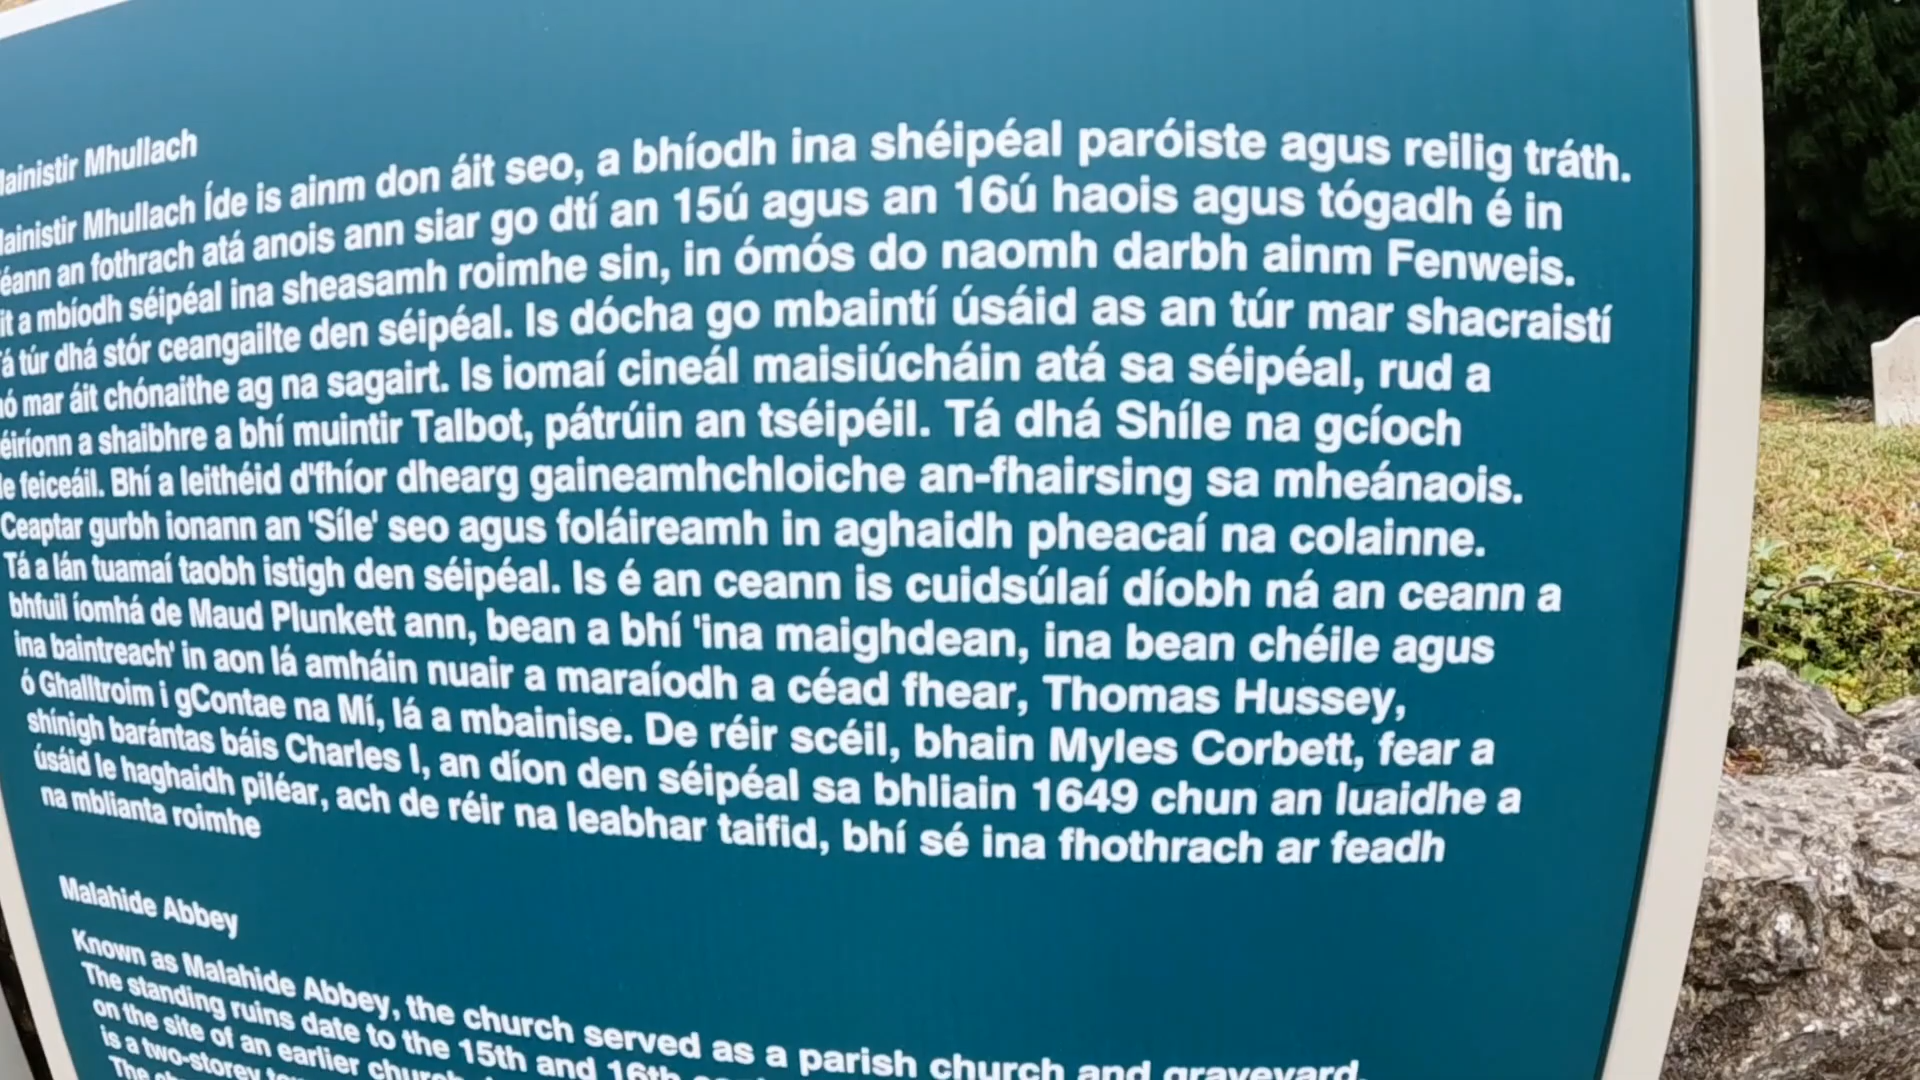 Mainistir Mhullach
Mainistir Mhullach Íde is ainm don áit seo, a bhíodh ina shéipéal paróiste agus reilig tráth.
Téann an fothrach atá anois ann siar go dtí an 15ú agus an 16ú haois agus tógadh é in
áit a mbíodh séipéal ina sheasamh roimhe sin, in ómós do naomh darbh ainm Fenweis.
Tá túr dhá stór ceangailte den séipéal. Is dócha go mbaintí úsáid as an túr mar shacraistí
nó mar áit chónaithe ag na sagairt. Is iomaí cineál maisiúcháin atá sa séipéal, rud a
léiríonn a shaibhre a bhí muintir Talbot, pátrúin an tséipéil. Tá dhá Shíle na gcíoch
le feiceáil. Bhí a leithéid d'fhíor dhearg gaineamhchloiche an-fhairsing sa mheánaois.
Ceaptar gurbh ionann an 'Síle' seo agus foláireamh in aghaidh pheacaí na colainne.
Tá a lán tuamaí taobh istigh den séipéal. Is é an ceann is cuidsúlaí díobh ná an ceann a
bhfuil íomhá de Maud Plunkett ann, bean a bhí 'ina maighdean, ina bean chéile agus
ina baintreach' in aon lá amháin nuair a maraíodh a céad fhear, Thomas Hussey,
ó Ghalltroim i gContae na Mí, lá a mbainise. De réir scéil, bhain Myles Corbett, fear a
shínigh barántas báis Charles I, an díon den séipéal sa bhliain 1649 chun an luaidhe a
úsáid le haghaidh piléar, ach de réir na leabhar taifid, bhí sé ina fhothrach ar feadh
na mblianta roimhe
Malahide Abbey
Known as Malahide Abbey, the church served as a parish church and graveyard.
The standing ruins date to the 15th and 16th
on the site of an earlier church
is a two-storey
The